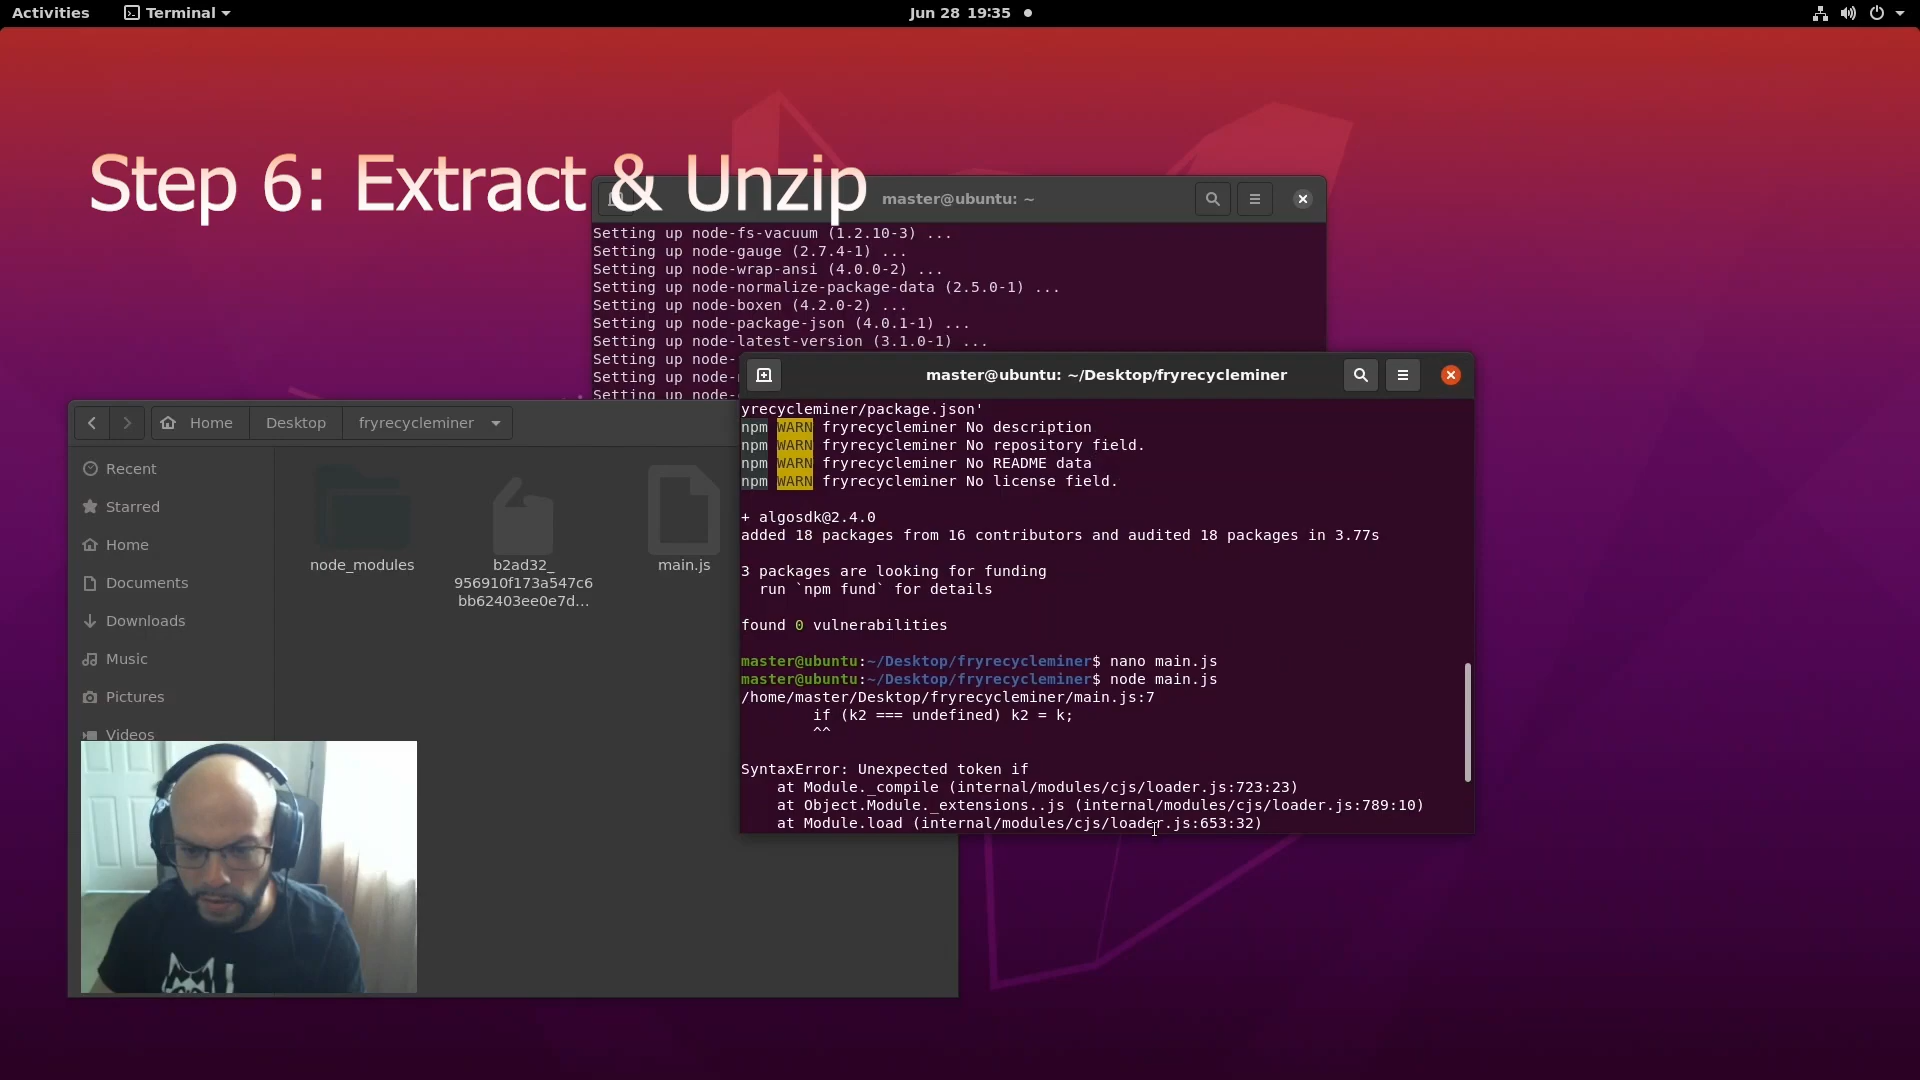 Activities
Terminal
Jun 28 19:35
Step 6: Extract & Unzip
master@ubuntu: ~
Setting up node-fs-vacuum (1.2.10-3) ...
Setting up node-gauge (2.7.4-1) ...
Setting up node-wrap-ansi (4.0.0-2) ...
Setting up node-normalize-package-data (2.5.0-1) ...
Setting up node-boxen (4.2.0-2) ...
Setting up node-package-json (4.0.1-1) ...
Setting up node-latest-version (3.1.0-1) ...
Setting up node-
Setting up node-
Setting up node-
Home
Desktop
fryrecycleminer
Recent
Starred
Home
Documents
Downloads
Music
Pictures
Videos
node_modules
b2ad32_
956910f173a547c6
bb62403ee0e7d...
main.js
master@ubuntu: ~/Desktop/fryrecycleminer
yrecycleminer/package.json'
npm WARN fryrecycleminer No description
npm WARN fryrecycleminer No repository field.
npm WARN fryrecycleminer No README data
npm WARN fryrecycleminer No license field.
+ algosdk@2.4.0
added 18 packages from 16 contributors and audited 18 packages in 3.77s
3 packages are looking for funding
run `npm fund` for details
found 0 vulnerabilities
master@ubuntu:~/Desktop/fryrecycleminer$ nano main.js
master@ubuntu:~/Desktop/fryrecycleminer$ node main.js
/home/master/Desktop/fryrecycleminer/main.js:7
if (k2 === undefined) k2 = k;
^^
SyntaxError: Unexpected token if
at Module._compile (internal/modules/cjs/loader.js:723:23)
at Object.Module._extensions..js (internal/modules/cjs/loader.js:789:10)
at Module.load (internal/modules/cjs/loader.js:653:32)